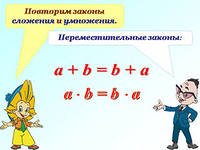 Повторим законы
сложения и умножения.
Переместительные законы:
a + b = b + a
a · b = b · a